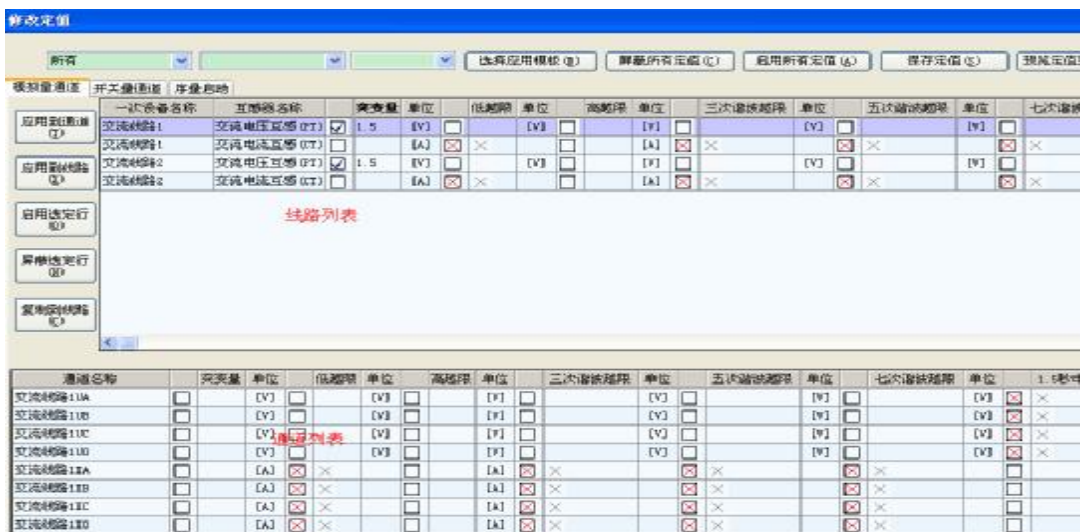 修改定值
所有 选择应用模板(B) 屏蔽所有定值(C) 启用所有定值(A) 保存定值(S)
模拟量通道 开关量通道 序量启动
一次设备名称 互感器名称 突变量 单位 低越限 单位 高越限 单位 三次谐波越限 单位 五次谐波越限 单位 七次谐波
应用到通道
交流线路1 交流电压互感(PT) 1.5 [V] [V] [V] [V] [V]
交流线路1 交流电流互感(CT) [A] [A]
应用到线路
交流线路2 交流电压互感(PT) 1.5 [V] [V] [V] [V] [V]
交流线路2 交流电流互感(CT) [A] [A]
启用选定行
线路列表
屏蔽选定行
复制到线路
(C)
通道名称 突变量 单位 低越限 单位 高越限 单位 三次谐波越限 单位 五次谐波越限 单位 七次谐波越限 单位 1.5秒
交流线路1UA [V] [V] [V] [V] [V] [V]
交流线路1UB [V] [V] [V] [V] [V] [V]
交流线路1UC [V] [V] [V] [V] [V] [V]
通道列表
交流线路1U0 [V] [V] [V] [V] [V] [V]
交流线路1IA [A] [A]
交流线路1IB [A] [A]
交流线路1IC [A] [A]
交流线路1I0 [A] [A]